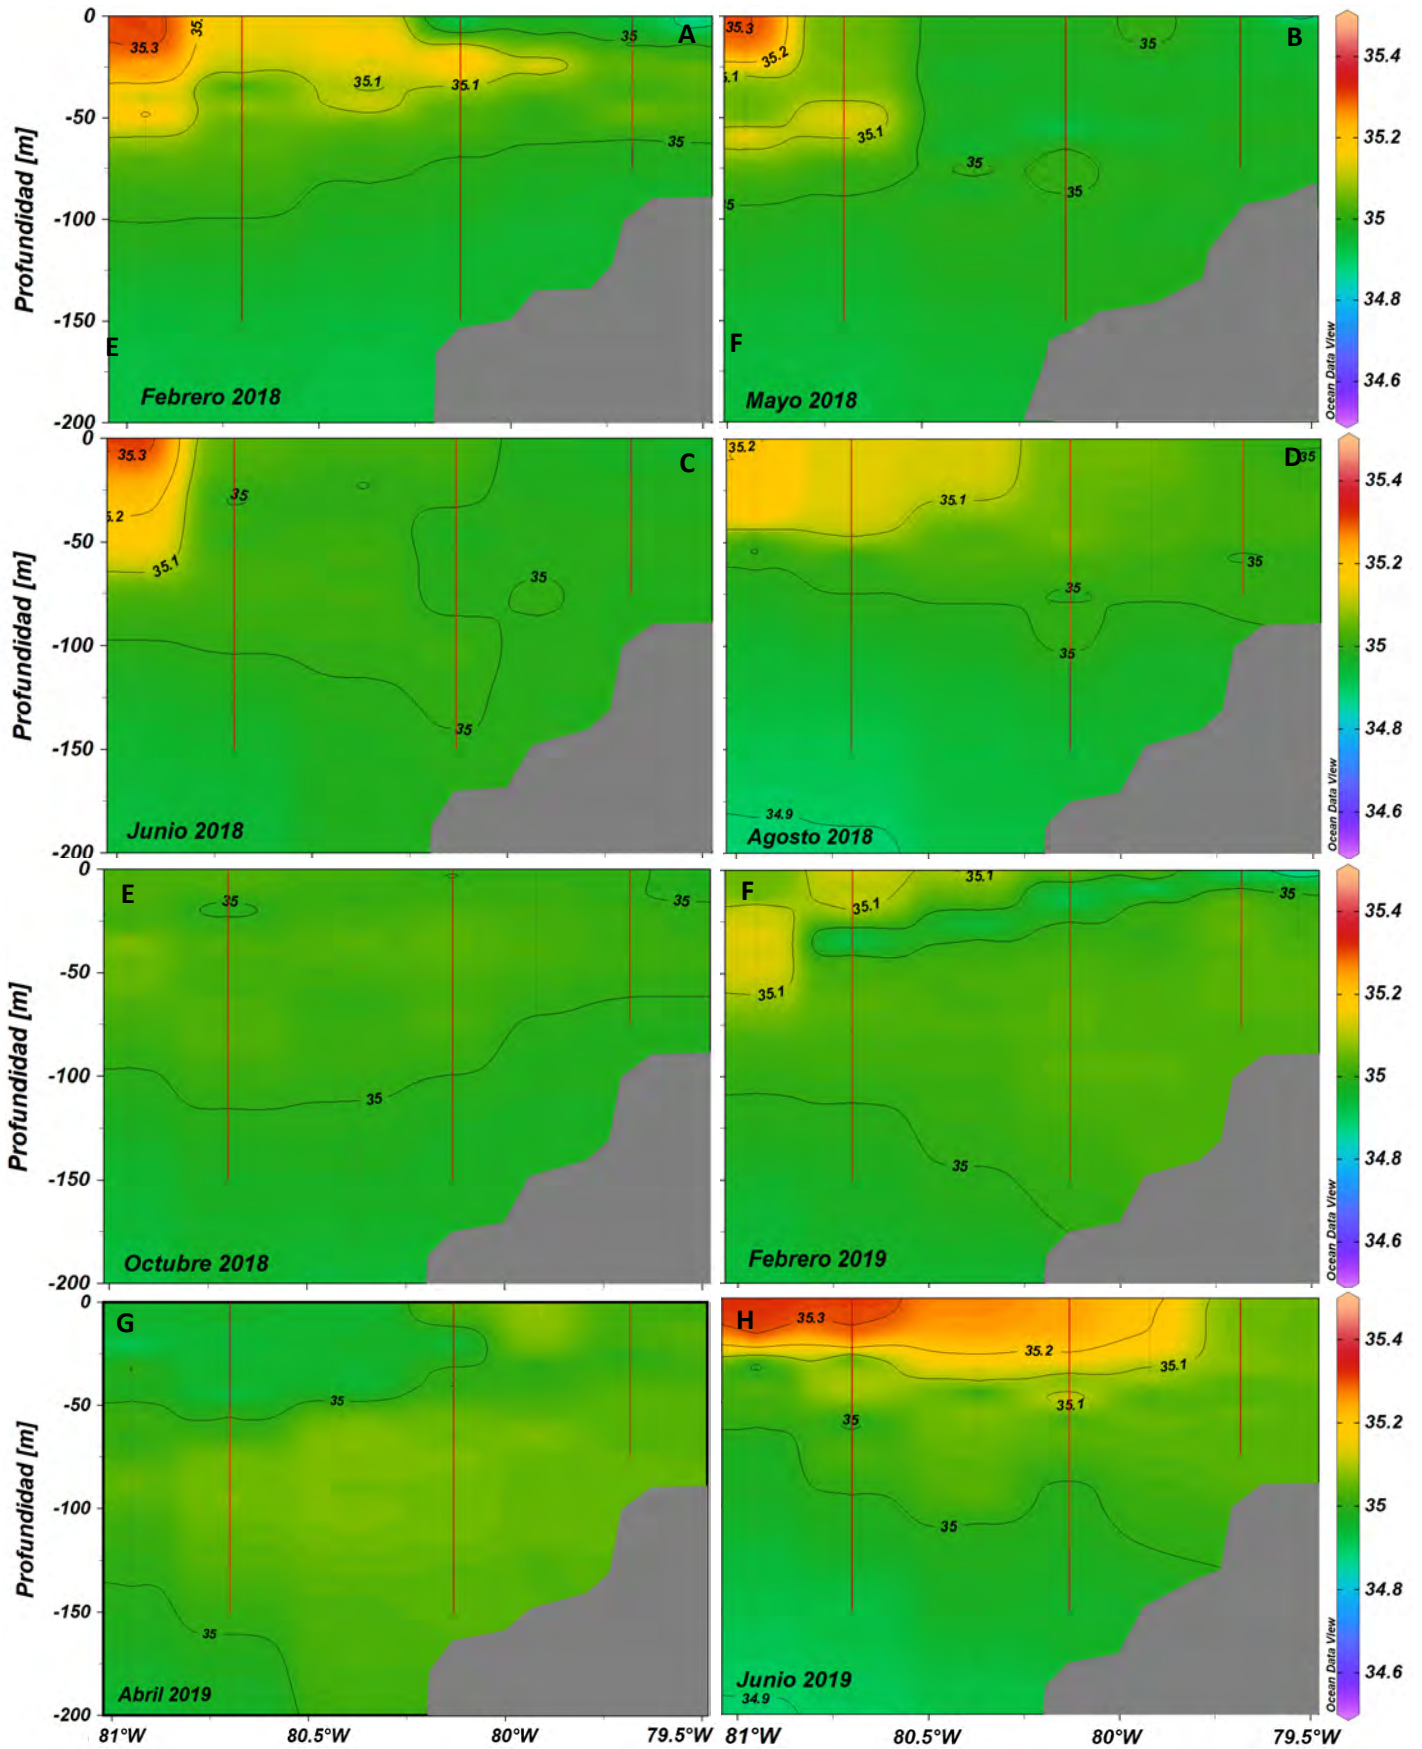 Profundidad [m]
0
-50
-100
-150
-200
35.3
35.
35.1
35.1
35
35
A
E
Febrero 2018
35.3
35.2
5.1
35.1
35
35
35
35
B
F
Mayo 2018
35.4
35.2
35
34.8
34.6
Ocean Data View
Profundidad [m]
0
-50
-100
-150
-200
35.3
5.2
35.1
35
35
35
C
Junio 2018
35.2
35.1
35
35
35
35
34.9
D
Agosto 2018
35.4
35.2
35
34.8
34.6
Ocean Data View
Profundidad [m]
0
-50
-100
-150
-200
E
35
35
35
Octubre 2018
F
35.1
35.1
35.1
35
35
Febrero 2019
35.4
35.2
35
34.8
34.6
Ocean Data View
Profundidad [m]
0
-50
-100
-150
-200
G
35
35
Abril 2019
81°W
80.5°W
80°W
79.5°W
H
35.3
35.2
35.1
35.1
35
35
Junio 2019
34.9
81°W
80.5°W
80°W
79.5°W
35.4
35.2
35
34.8
34.6
Ocean Data View